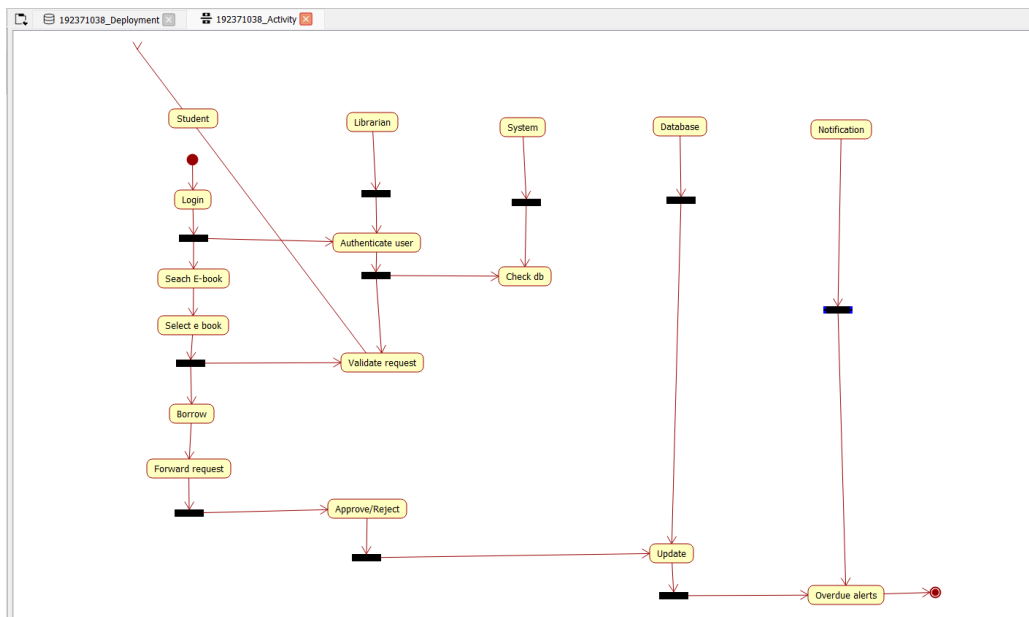 192371038_Deployment
192371038_Activity
Student
Librarian
System
Database
Notification
Login
Authenticate user
Seach E-book
Check db
Select e book
Validate request
Borrow
Forward request
Approve/Reject
Update
Overdue alerts